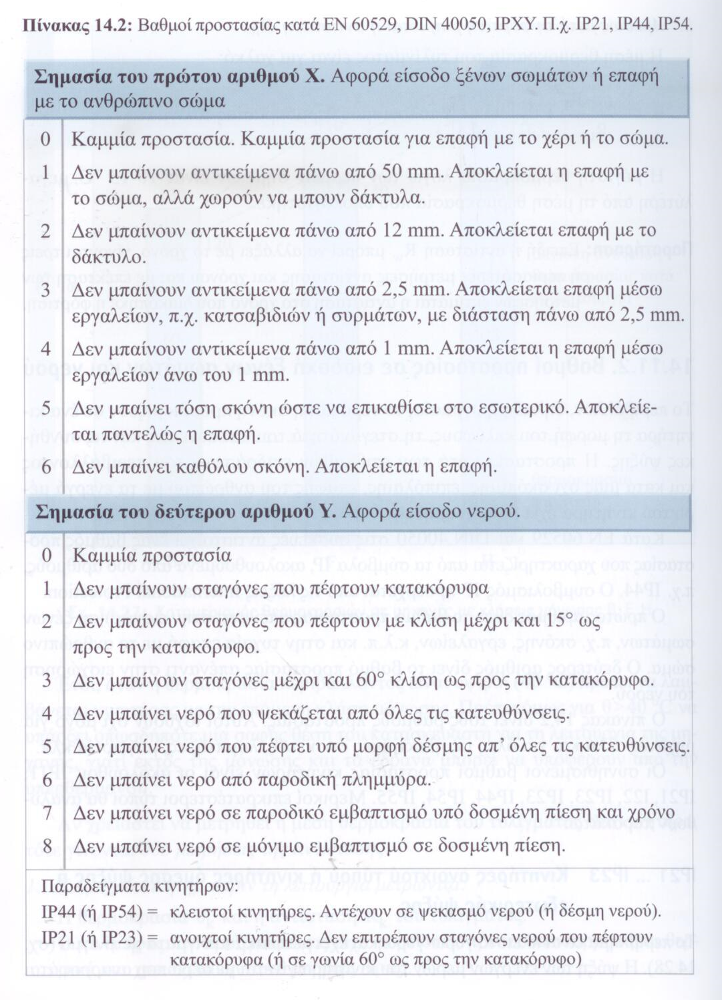 Πίνακας 14.2: Βαθμοί προστασίας κατά EN 60529, DIN 40050, IPXY. Π.χ. IP21, IP44, IP54.
Σημασία του πρώτου αριθμού X. Αφορά είσοδο ξένων σωμάτων ή επαφή
με το ανθρώπινο σώμα
0 Καμμία προστασία. Καμμία προστασία για επαφή με το χέρι ή το σώμα.
1 Δεν μπαίνουν αντικείμενα πάνω από 50 mm. Αποκλείεται η επαφή με
το σώμα, αλλά χωρούν να μπουν δάκτυλα.
2 Δεν μπαίνουν αντικείμενα πάνω από 12 mm. Αποκλείεται επαφή με το
δάκτυλο.
3 Δεν μπαίνουν αντικείμενα πάνω από 2,5 mm. Αποκλείεται επαφή μέσω
εργαλείων, π.χ. κατσαβιδιών ή συρμάτων, με διάσταση πάνω από 2,5 mm.
4 Δεν μπαίνουν αντικείμενα πάνω από 1 mm. Αποκλείεται η επαφή μέσω
εργαλείων άνω του 1 mm.
5 Δεν μπαίνει τόση σκόνη ώστε να επικαθίσει στο εσωτερικό. Αποκλείε-
ται παντελώς η επαφή.
6 Δεν μπαίνει καθόλου σκόνη. Αποκλείεται η επαφή.
Σημασία του δεύτερου αριθμού Y. Αφορά είσοδο νερού.
0 Καμμία προστασία
1 Δεν μπαίνουν σταγόνες που πέφτουν κατακόρυφα
2 Δεν μπαίνουν σταγόνες που πέφτουν με κλίση μέχρι και 15° ως
προς την κατακόρυφο.
3 Δεν μπαίνουν σταγόνες μέχρι και 60° κλίση ως προς την κατακόρυφο.
4 Δεν μπαίνει νερό που ψεκάζεται από όλες τις κατευθύνσεις.
5 Δεν μπαίνει νερό που πέφτει υπό μορφή δέσμης απ’ όλες τις κατευθύνσεις.
6 Δεν μπαίνει νερό από παροδική πλημμύρα.
7 Δεν μπαίνει νερό σε παροδικό εμβαπτισμό υπό δοσμένη πίεση και χρόνο
8 Δεν μπαίνει νερό σε μόνιμο εμβαπτισμό σε δοσμένη πίεση.
Παραδείγματα κινητήρων:
IP44 (ή IP54) = κλειστοί κινητήρες. Αντέχουν σε ψεκασμό νερού (ή δέσμη νερού).
IP21 (ή IP23) = ανοιχτοί κινητήρες. Δεν επιτρέπουν σταγόνες νερού που πέφτουν
κατακόρυφα (ή σε γωνία 60° ως προς την κατακόρυφο)